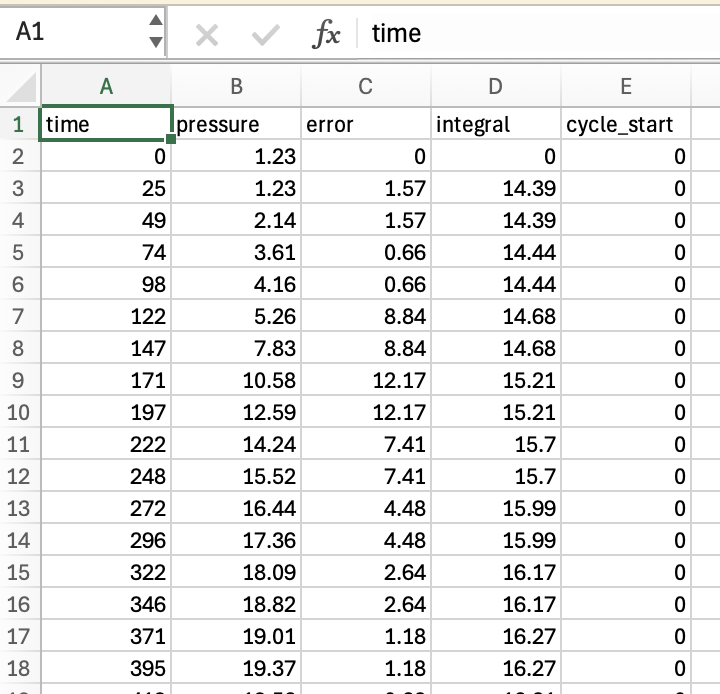 A1 fx time
A B C D E
1 time pressure error integral cycle_start
2 0 1.23 0 0 0
3 25 1.23 1.57 14.39 0
4 49 2.14 1.57 14.39 0
5 74 3.61 0.66 14.44 0
6 98 4.16 0.66 14.44 0
7 122 5.26 8.84 14.68 0
8 147 7.83 8.84 14.68 0
9 171 10.58 12.17 15.21 0
10 197 12.59 12.17 15.21 0
11 222 14.24 7.41 15.7 0
12 248 15.52 7.41 15.7 0
13 272 16.44 4.48 15.99 0
14 296 17.36 4.48 15.99 0
15 322 18.09 2.64 16.17 0
16 346 18.82 2.64 16.17 0
17 371 19.01 1.18 16.27 0
18 395 19.37 1.18 16.27 0